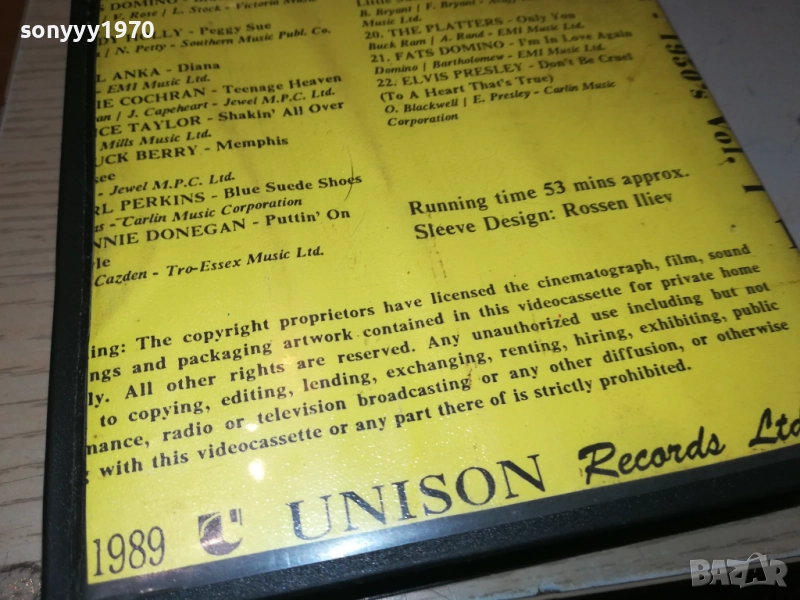 sonyyy1970
DOMINO -
V. Rose / L. Stock - Victoria Music
LLY - Peggy Sue
/ N. Petty - Southern Music Publ. Co.
L ANKA - Diana
- EMI Music Ltd.
IE COCHRAN - Teenage Heaven
an / J. Capeheart - Jewel M.P.C. Ltd.
CE TAYLOR - Shakin' All Over
Mills Music Ltd.
UCK BERRY - Memphis
see
- Jewel M.P.C. Ltd.
RL PERKINS - Blue Suede Shoes
ns - Carlin Music Corporation
NNIE DONEGAN - Puttin' On
le
Cazden - Tro-Essex Music Ltd.
B. Bryant / F. Bryant -
20. THE PLATTERS - Only You
Buck Ram / A. Rand - EMI Music Ltd.
21. FATS DOMINO - I'm In Love Again
Domino / Bartholomew - EMI Music Ltd.
22. ELVIS PRESLEY - Don't Be Cruel
(To A Heart That's True)
O. Blackwell / E. Presley - Carlin Music
Corporation
1950's Vol. 1
Running time 53 mins approx.
Sleeve Design: Rossen Iliev
ing: The copyright proprietors have licensed the cinematograph, film, sound
ngs and packaging artwork contained in this videocassette for private home
ly. All other rights are reserved. Any unauthorized use including but not
to copying, editing, lending, exchanging, renting, hiring, exhibiting, public
mance, radio or television broadcasting or any other diffusion, or otherwise
with this videocassette or any part there of is strictly prohibited.
1989 UNISON Records Ltd
BAZAR